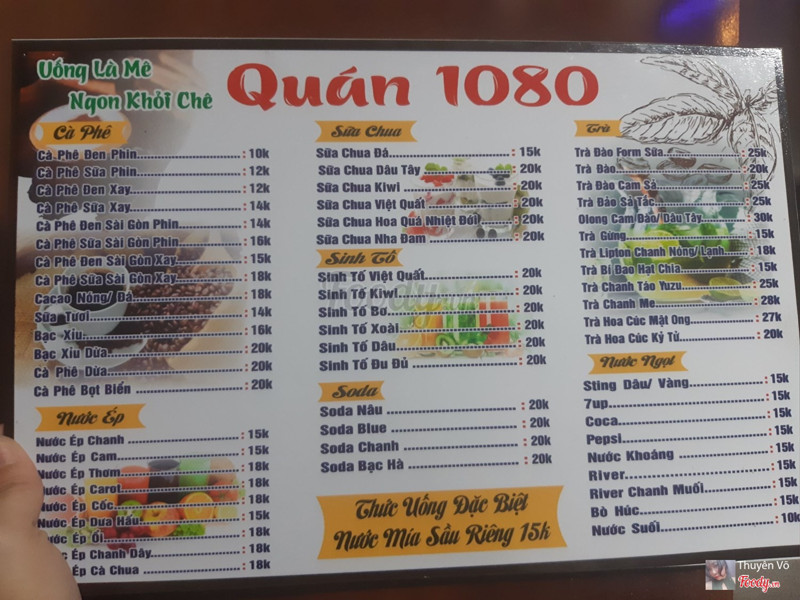 Uống Là Mê
Ngon Khỏi Chê
Quán 1080
Cà Phê
Cà Phê Đen Phin : 10k
Cà Phê Sữa Phin : 12k
Cà Phê Đen Xay : 12k
Cà Phê Sữa Xay : 14k
Cà Phê Đen Sài Gòn Phin : 14k
Cà Phê Sữa Sài Gòn Phin : 16k
Cà Phê Đen Sài Gòn Xay : 15k
Cà Phê Sữa Sài Gòn Xay : 18k
Cacao Nóng/ Đá : 18k
Sữa Tươi : 14k
Bạc Xỉu : 16k
Bạc Xỉu Dừa : 20k
Cà Phê Dừa : 20k
Cà Phê Bọt Biển : 20k
Nước Ép
Nước Ép Chanh : 15k
Nước Ép Cam : 15k
Nước Ép Thơm : 18k
Nước Ép Carot : 18k
Nước Ép Cốc : 18k
Nước Ép Dưa Hấu : 15k
Nước Ép Ổi : 18k
Ép Chanh Dây : 18k
Ép Cà Chua : 18k
Sữa Chua
Sữa Chua Đá : 15k
Sữa Chua Dâu Tây : 20k
Sữa Chua Kiwi : 20k
Sữa Chua Việt Quất : 20k
Sữa Chua Hoa Quả Nhiệt Đới : 20k
Sữa Chua Nha Đam : 20k
Sinh Tố
Sinh Tố Việt Quất : 20k
Sinh Tố : 20k
Sinh Tố Bơ : 20k
Sinh Tố Xoài : 20k
Sinh Tố Dâu : 20k
Sinh Tố Đu Đủ : 20k
Soda
Soda Nâu : 20k
Soda Blue : 20k
Soda Chanh : 20k
Soda Bạc Hà : 20k
Thức Uống Đặc Biệt
Nước Mía Sầu Riêng 15k
Trà
Trà Đào Form Sữa : 25k
Trà Đào : 20k
Trà Đào Cam Sả : 25k
Trà Đào Sả Tắc : 25k
Olong Cam Đào/ Dâu Tây : 30k
Trà Gừng : 15k
Trà Lipton Chanh Nóng/Lạnh : 18k
Trà Bí Đao Hạt Chia : 15k
Trà Chanh Táo Yuzu : 25k
Trà Chanh Me : 28k
Trà Hoa Cúc Mật Ong : 27k
Trà Hoa Cúc Kỷ Tử : 20k
Nước Ngọt
Sting Dâu/ Vàng : 15k
7up : 15k
Coca : 15k
Pepsi : 15k
Nước Khoáng : 15k
River : 15k
River Chanh Muối : 15k
Bò Húc : 15k
Nước Suối : 10k
Foody
Thuyên Võ
Foody.vn